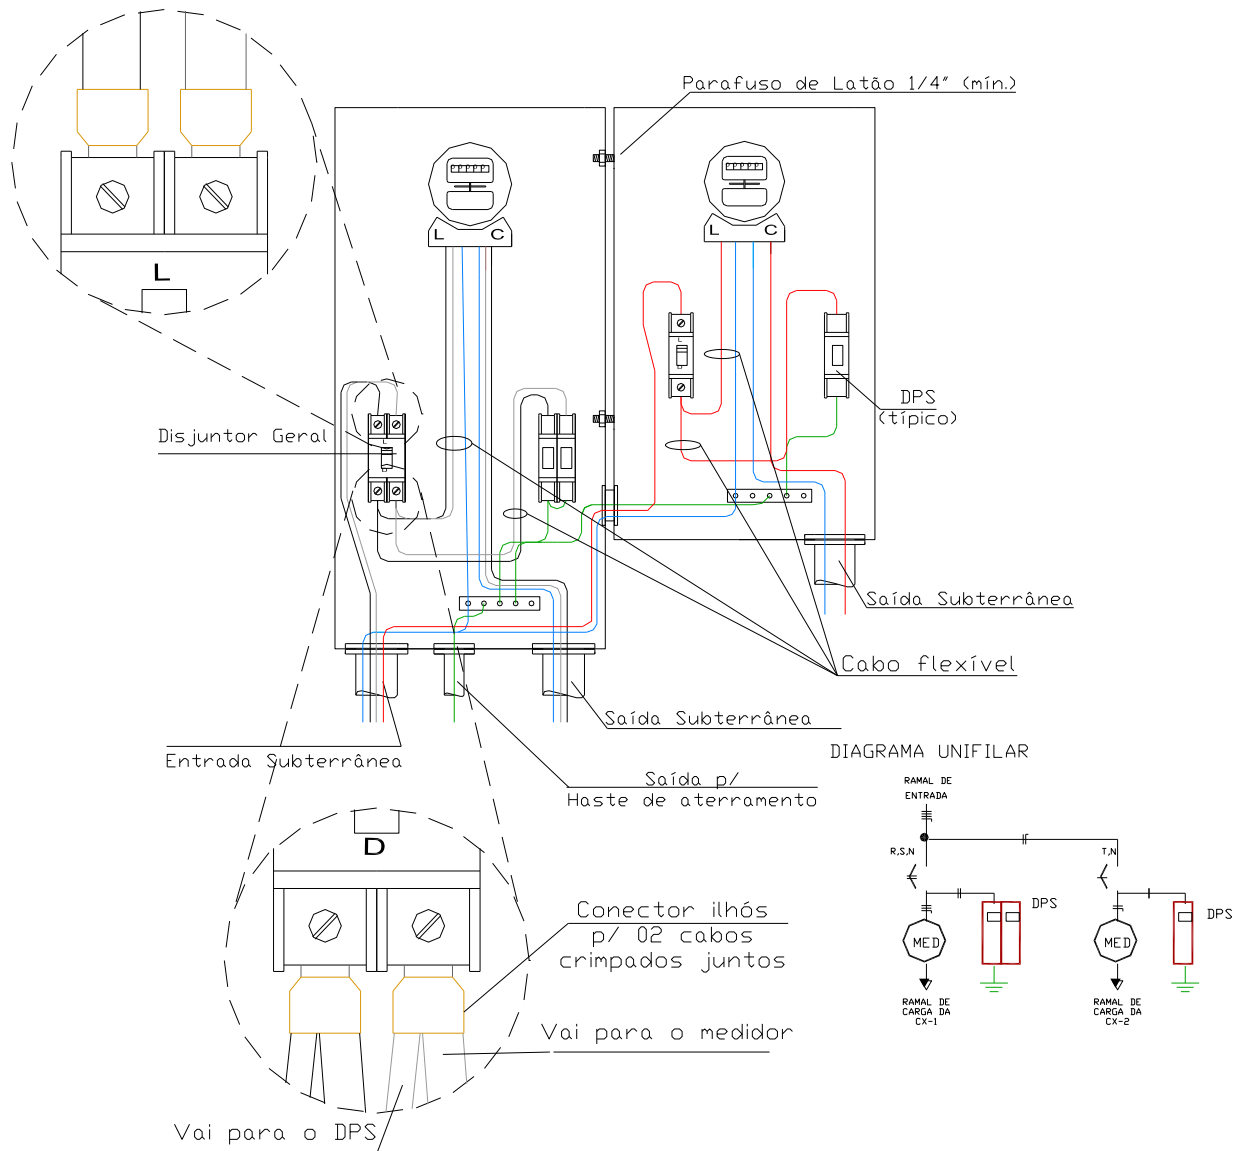 Parafuso de Latão 1/4" (mín.)
L
L C
L C
L
L
DPS
(típico)
Disjuntor Geral
Saída Subterrânea
Cabo flexível
Saída Subterrânea
Entrada Subterrânea
Saída p/
Haste de aterramento
DIAGRAMA UNIFILAR
RAMAL DE
ENTRADA
R,S,N
T,N
DPS
DPS
MED
MED
RAMAL DE
CARGA DA
CX-1
RAMAL DE
CARGA DA
CX-2
D
Conector ilhós
p/ 02 cabos
crimpados juntos
Vai para o medidor
Vai para o DPS